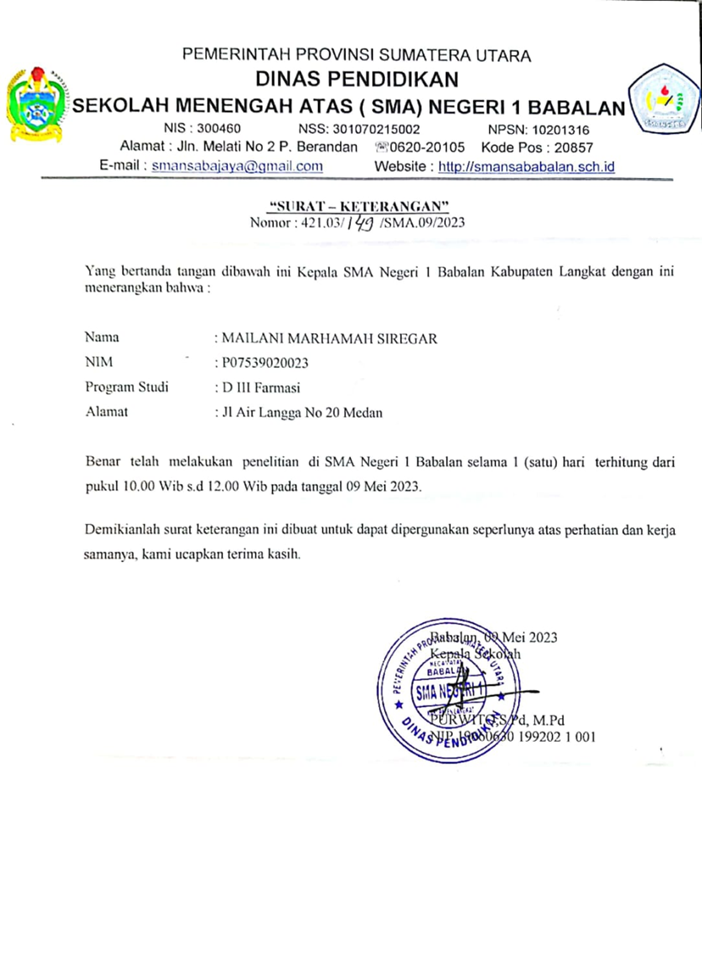 PEMERINTAH PROVINSI SUMATERA UTARA
DINAS PENDIDIKAN
SEKOLAH MENENGAH ATAS ( SMA) NEGERI 1 BABALAN
NIS : 300460 NSS: 301070215002 NPSN: 10201316
Alamat : Jln. Melati No 2 P. Berandan ☏0620-20105 Kode Pos : 20857
E-mail : smansabajaya@gmail.com Website : http://smansababalan.sch.id
“SURAT – KETERANGAN”
Nomor : 421.03/149 /SMA.09/2023
Yang bertanda tangan dibawah ini Kepala SMA Negeri 1 Babalan Kabupaten Langkat dengan ini
menerangkan bahwa :
Nama : MAILANI MARHAMAH SIREGAR
NIM : P07539020023
Program Studi : D III Farmasi
Alamat : Jl Air Langga No 20 Medan
Benar telah melakukan penelitian di SMA Negeri 1 Babalan selama 1 (satu) hari terhitung dari
pukul 10.00 Wib s.d 12.00 Wib pada tanggal 09 Mei 2023.
Demikianlah surat keterangan ini dibuat untuk dapat dipergunakan seperlunya atas perhatian dan kerja
samanya, kami ucapkan terima kasih.
Babalan, 09 Mei 2023
Kepala Sekolah
PEMERINTAH PROVINSI SUMATERA UTARA
KECAMATAN
BABALAN
SMA NEGERI 1
DINAS PENDIDIKAN
PURWITO,S.Pd, M.Pd
NIP 199202 1 001